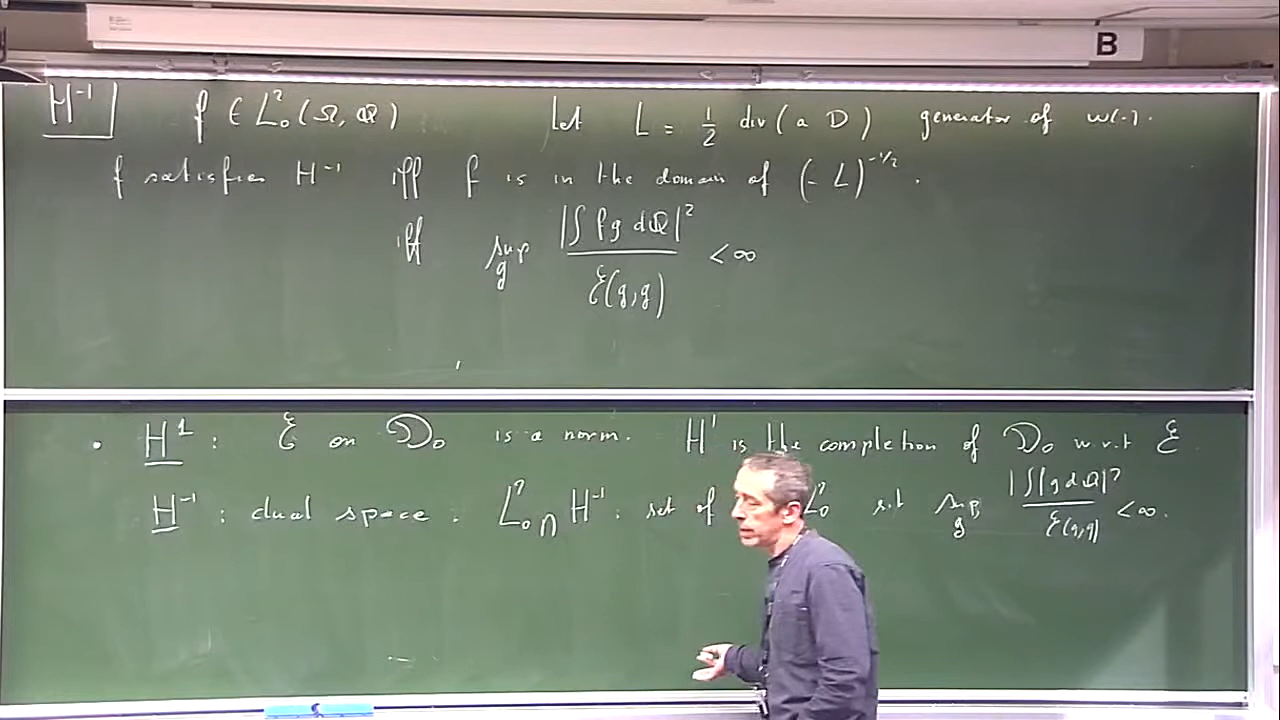 B
H⁻¹ f ∈ L²₀(Ω, ℚ) Let L = 1/2 div(a D) generator of w(·).
f satisfies H⁻¹ iff f is in the domain of (-L)^{-1/2}.
iff sup_g |∫ f g dℚ|² / ℰ(g,g) < ∞
• H¹ : ℰ on 𝒟₀ is a norm. H¹ is the completion of 𝒟₀ w.r.t ℰ
H⁻¹ : dual space : L²₀ ∩ H⁻¹ : set of L²₀ s.t sup_g |∫ f g dℚ|² / ℰ(g,g) < ∞.